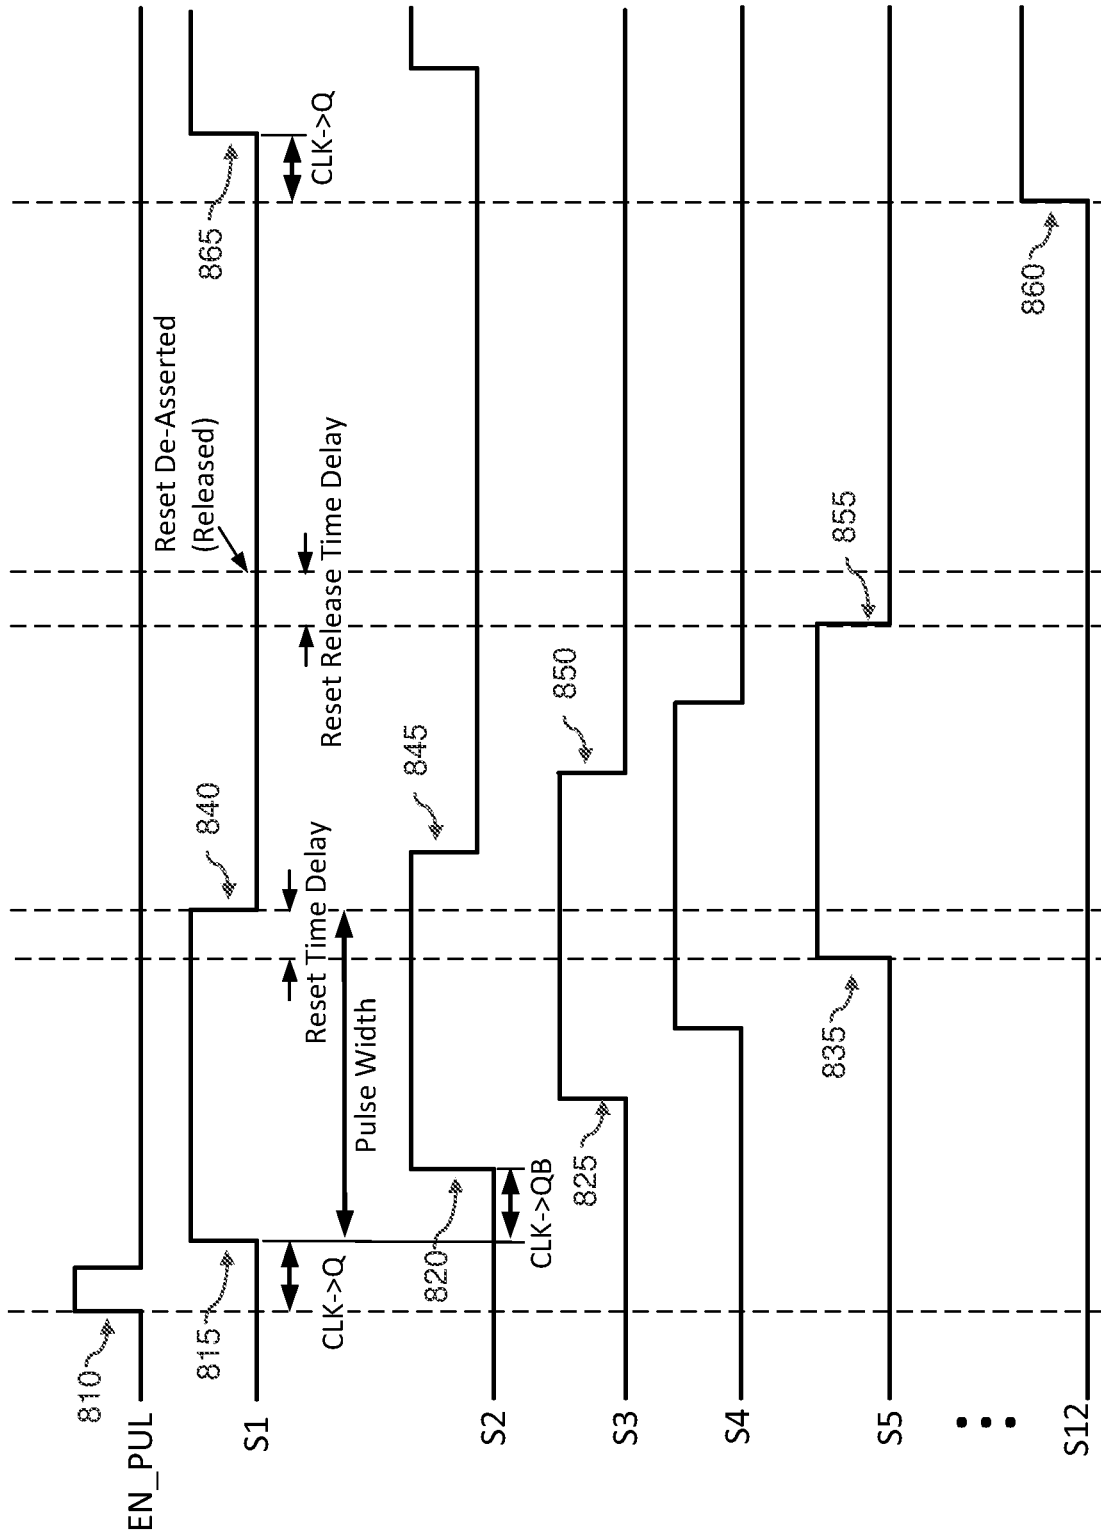 EN_PUL
810
S1
815
CLK->Q
Pulse Width
Reset Time Delay
840
Reset Release Time Delay
Reset De-Asserted
(Released)
865
CLK->Q
S2
820
CLK->QB
845
S3
825
850
S4
S5
835
855
S12
860